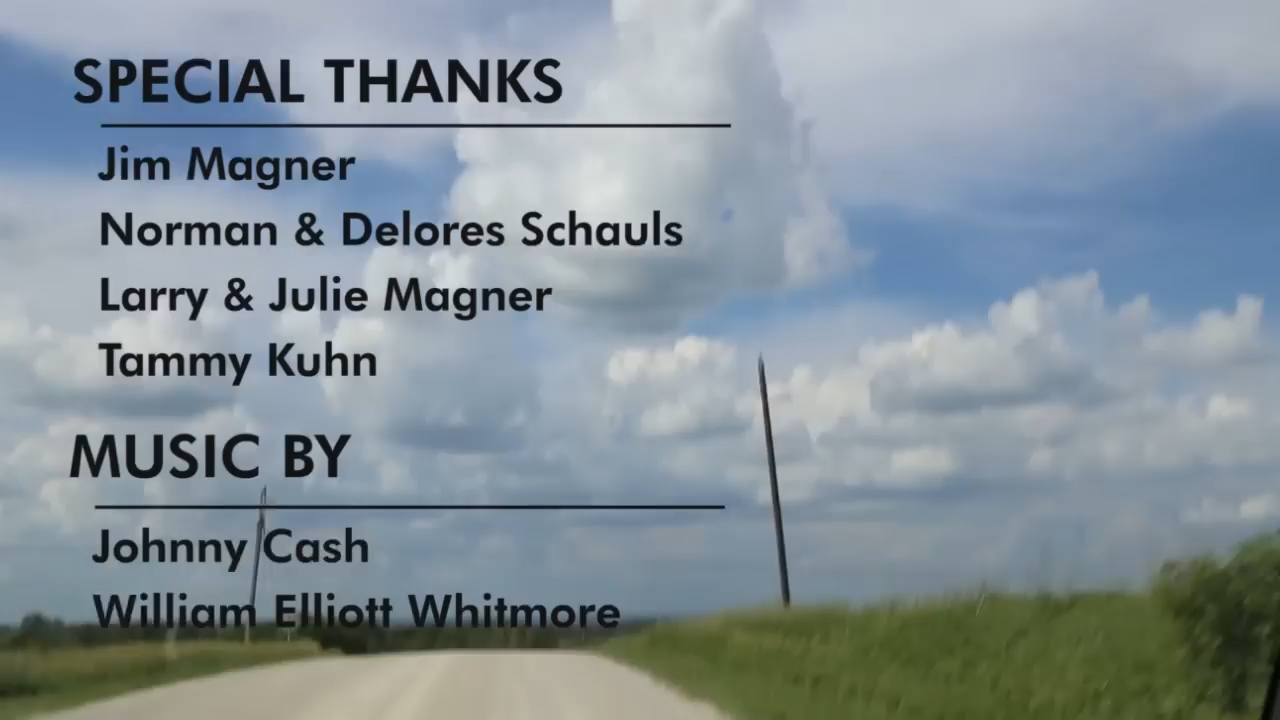 SPECIAL THANKS
Jim Magner
Norman & Delores Schauls
Larry & Julie Magner
Tammy Kuhn
MUSIC BY
Johnny Cash
William Elliott Whitmore